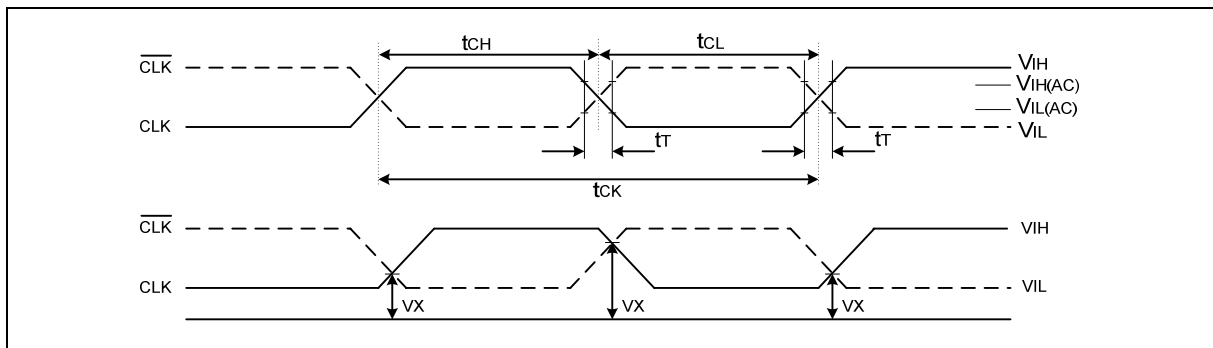 tCH tCL
CLK VIH
VIH(AC)
VIL(AC)
CLK VIL
tT tT
tCK
CLK VIH
CLK VIL
VX VX VX